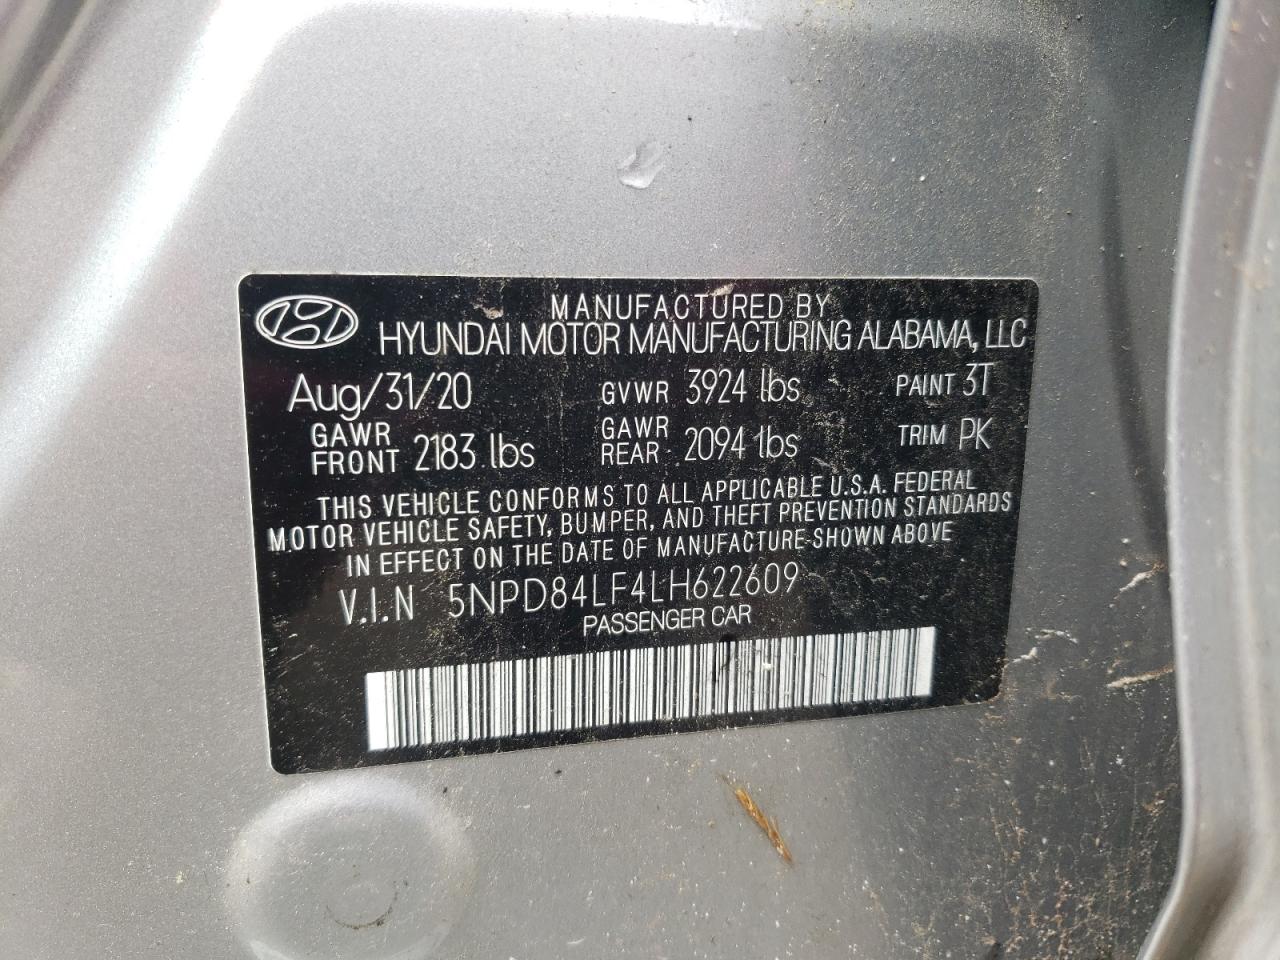 MANUFACTURED BY
HYUNDAI MOTOR MANUFACTURING ALABAMA, LLC
Aug/31/20 GVWR 3924 lbs PAINT 3T
GAWR FRONT 2183 lbs GAWR REAR 2094 lbs TRIM PK
THIS VEHICLE CONFORMS TO ALL APPLICABLE U.S.A. FEDERAL
MOTOR VEHICLE SAFETY, BUMPER, AND THEFT PREVENTION STANDARDS
IN EFFECT ON THE DATE OF MANUFACTURE SHOWN ABOVE
V.I.N 5NPD84LF4LH622609
PASSENGER CAR